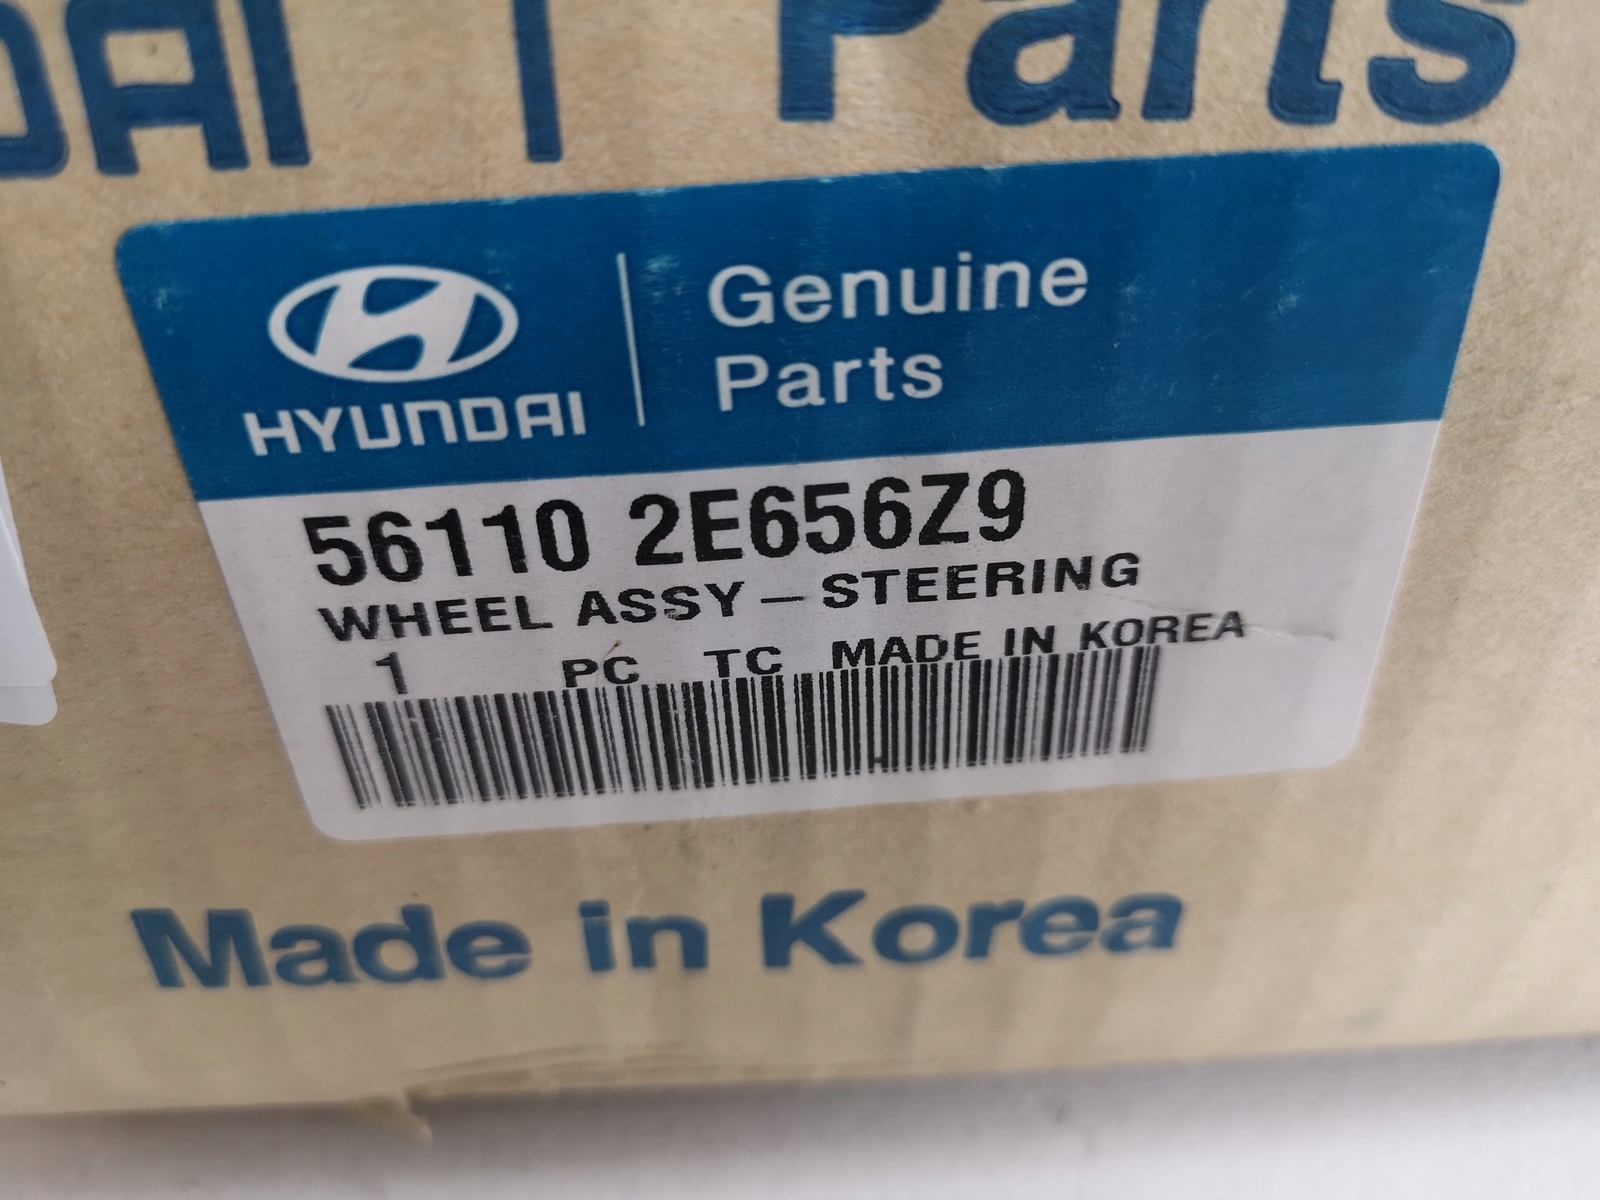 DAI | Parts
HYUNDAI
Genuine
Parts
56110 2E656Z9
WHEEL ASSY – STEERING
1 PC TC MADE IN KOREA
Made in Korea